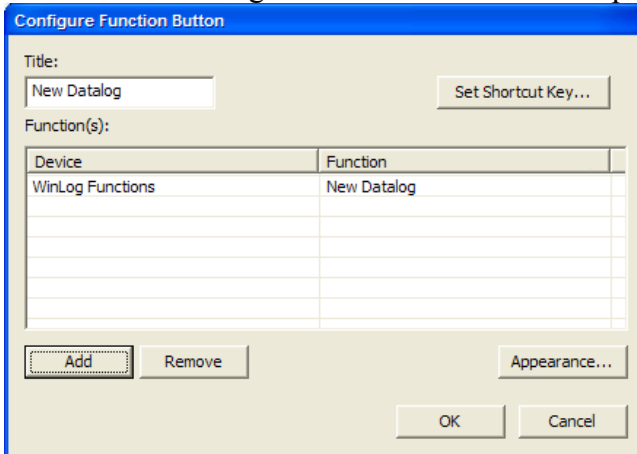 Configure Function Button
Title:
New Datalog
Set Shortcut Key...
Function(s):
Device Function
WinLog Functions New Datalog
Add Remove Appearance...
OK Cancel